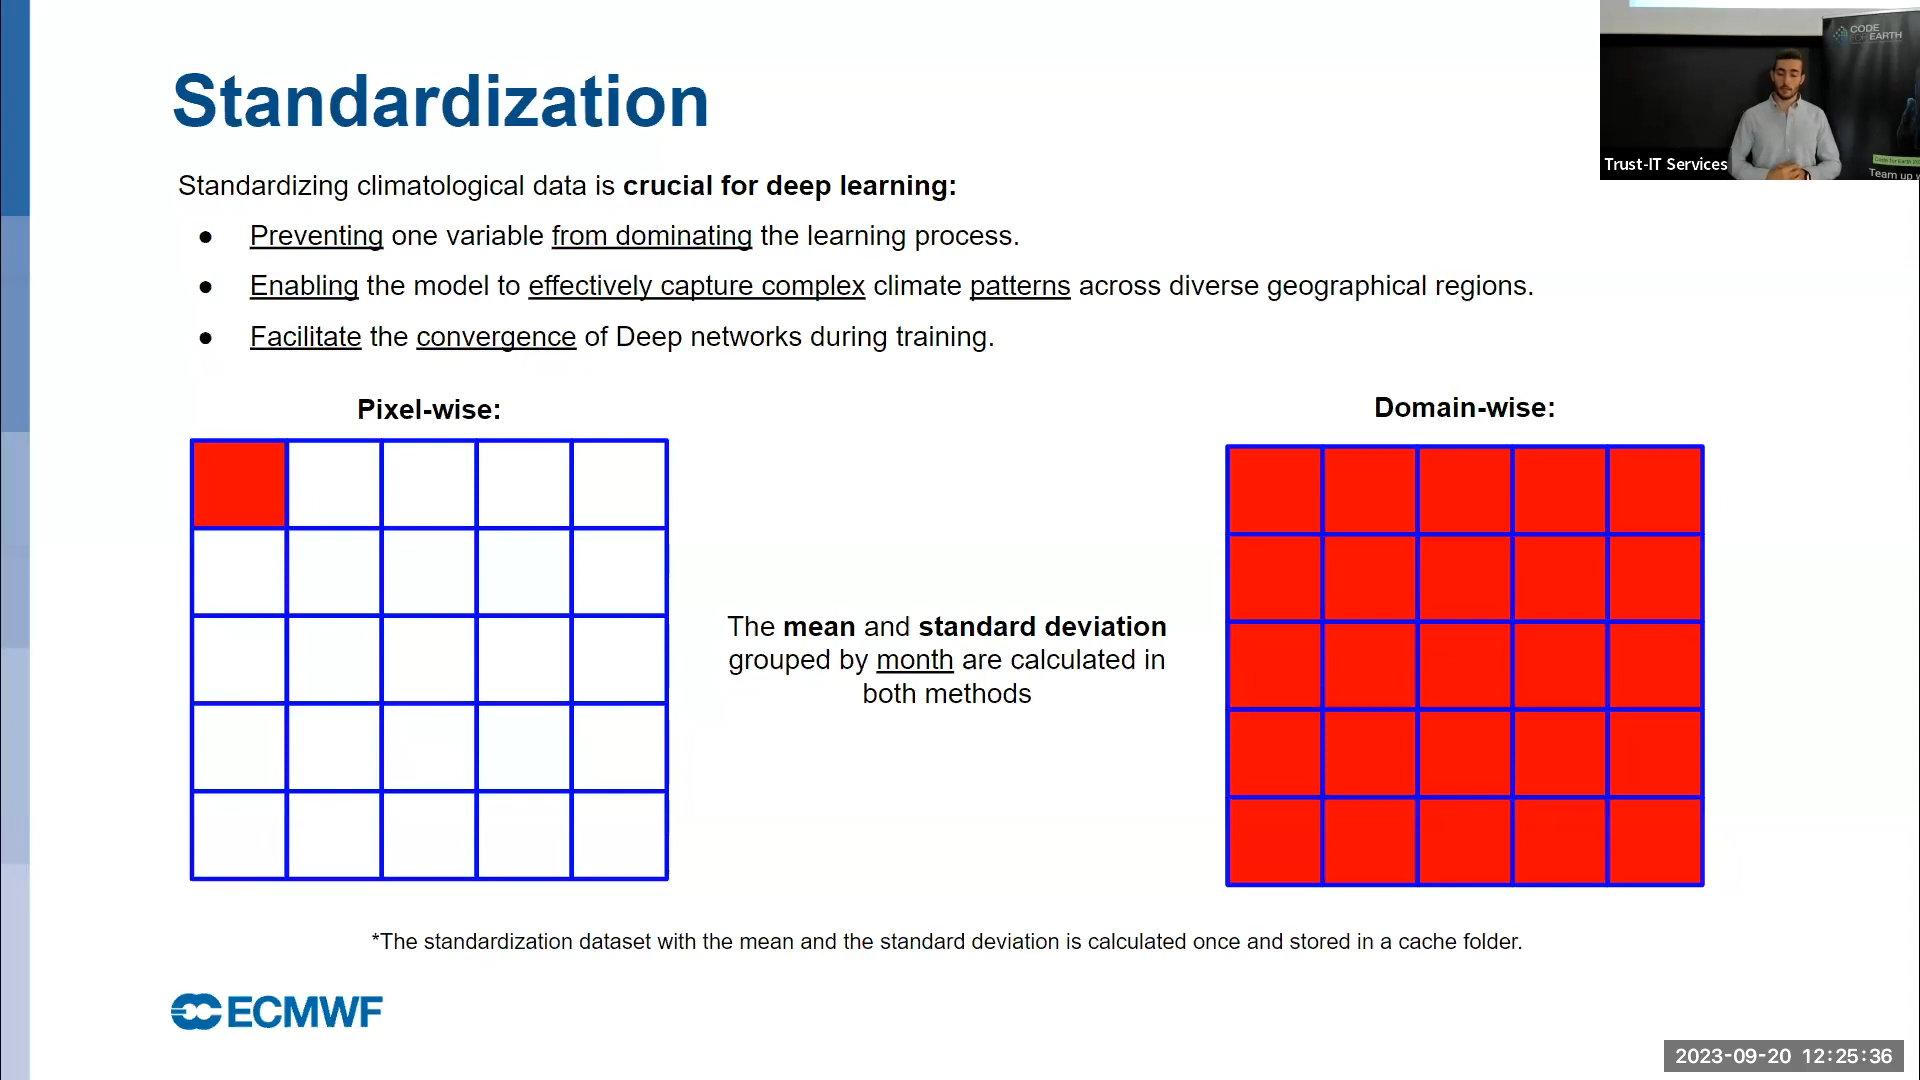 Standardization
Standardizing climatological data is crucial for deep learning:
● Preventing one variable from dominating the learning process.
● Enabling the model to effectively capture complex climate patterns across diverse geographical regions.
● Facilitate the convergence of Deep networks during training.
Pixel-wise:
Domain-wise:
The mean and standard deviation
grouped by month are calculated in
both methods
*The standardization dataset with the mean and the standard deviation is calculated once and stored in a cache folder.
ECMWF
CODE
FOR EARTH
Trust-IT Services
Team up
2023-09-20 12:25:36